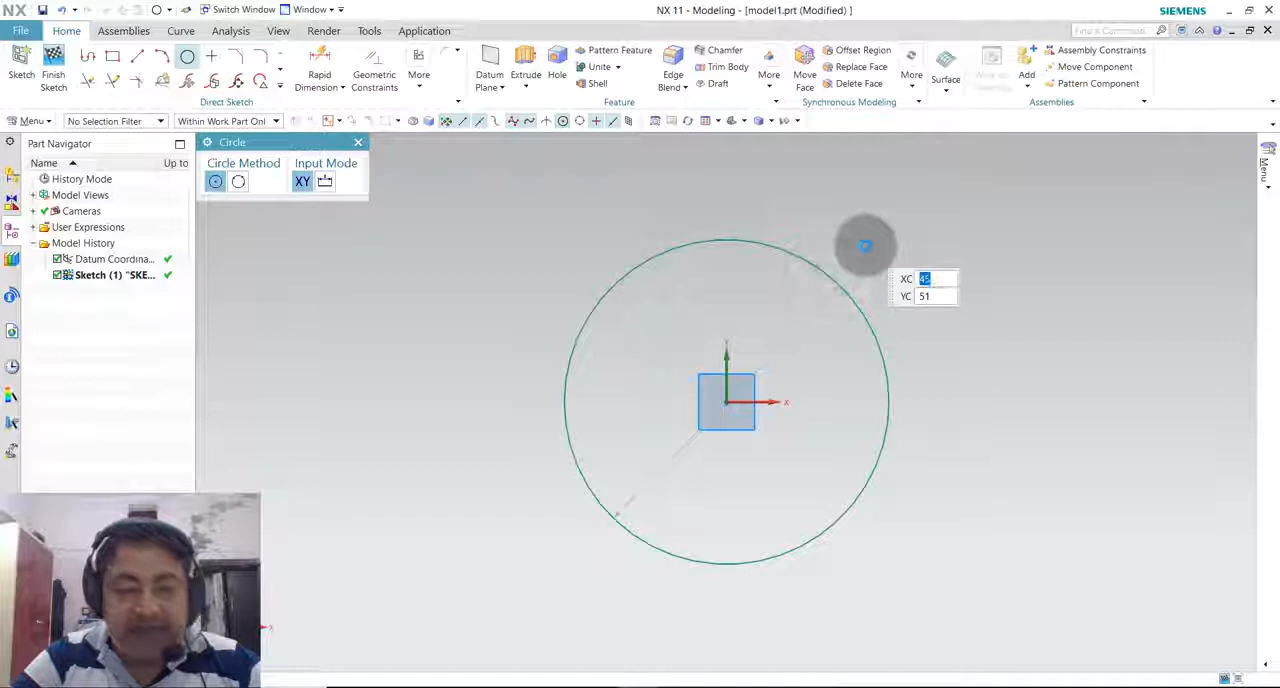 NX
Switch Window
Window
NX 11 - Modeling - [model1.prt (Modified) ]
SIEMENS
File
Home
Assemblies
Curve
Analysis
View
Render
Tools
Application
Find a Command
Sketch
Finish
Sketch
Rapid
Dimension
Geometric
Constraints
More
Direct Sketch
Datum
Plane
Extrude
Hole
Pattern Feature
Unite
Shell
Edge
Blend
Chamfer
Trim Body
Draft
More
Feature
Move
Face
Offset Region
Replace Face
Delete Face
More
Synchronous Modeling
Surface
Add
Assembly Constraints
Move Component
Pattern Component
Assemblies
Menu
No Selection Filter
Within Work Part Onl
Part Navigator
Name
Up to
History Mode
Model Views
Cameras
User Expressions
Model History
Datum Coordina...
Sketch (1) "SKE...
Circle
Circle Method
Input Mode
XY
XC 45
YC 51
Y
X
X
Menu